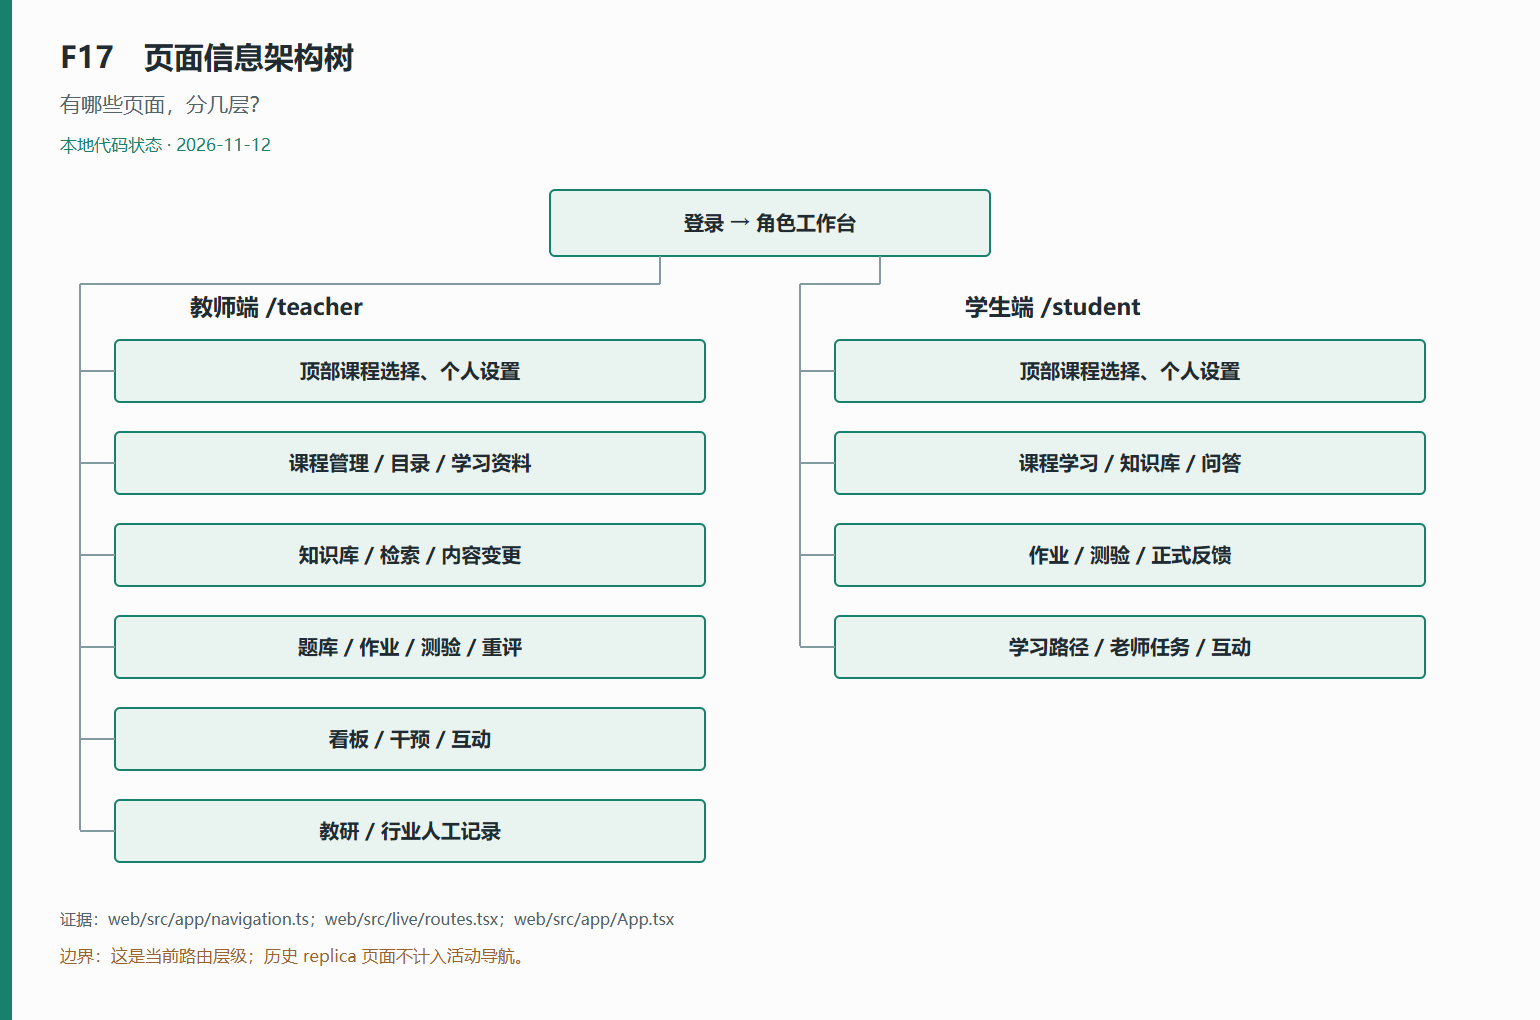 F17 页面信息架构树
有哪些页面，分几层？
本地代码状态 · 2026-11-12
登录 → 角色工作台
教师端 /teacher
顶部课程选择、个人设置
课程管理 / 目录 / 学习资料
知识库 / 检索 / 内容变更
题库 / 作业 / 测验 / 重评
看板 / 干预 / 互动
教研 / 行业人工记录
学生端 /student
顶部课程选择、个人设置
课程学习 / 知识库 / 问答
作业 / 测验 / 正式反馈
学习路径 / 老师任务 / 互动
证据：web/src/app/navigation.ts；web/src/live/routes.tsx；web/src/app/App.tsx
边界：这是当前路由层级；历史 replica 页面不计入活动导航。